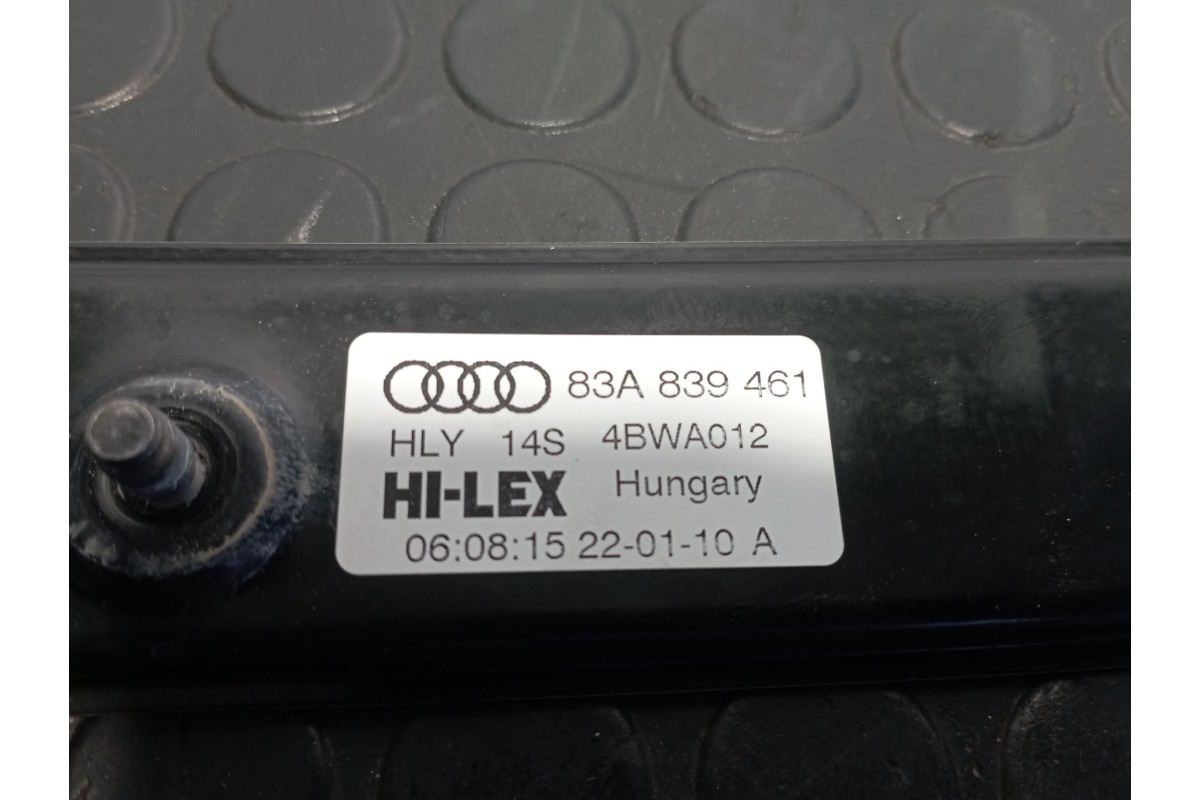 83A 839 461
HLY 14S 4BWA012
HI-LEX Hungary
06:08:15 22-01-10 A